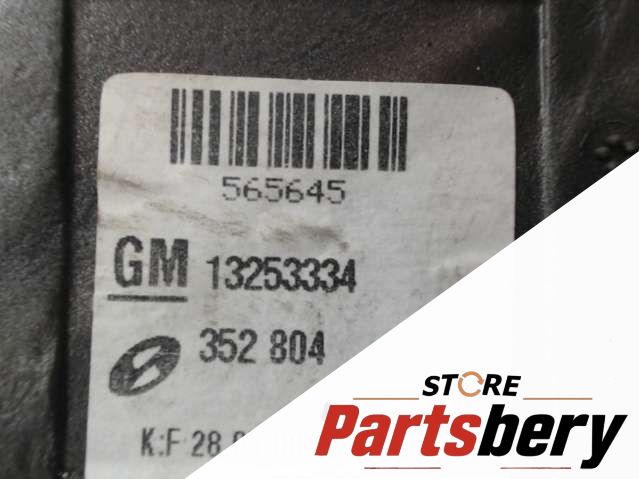 565645
GM 13253334
352 804
K:F 28
STORE
Partsbery